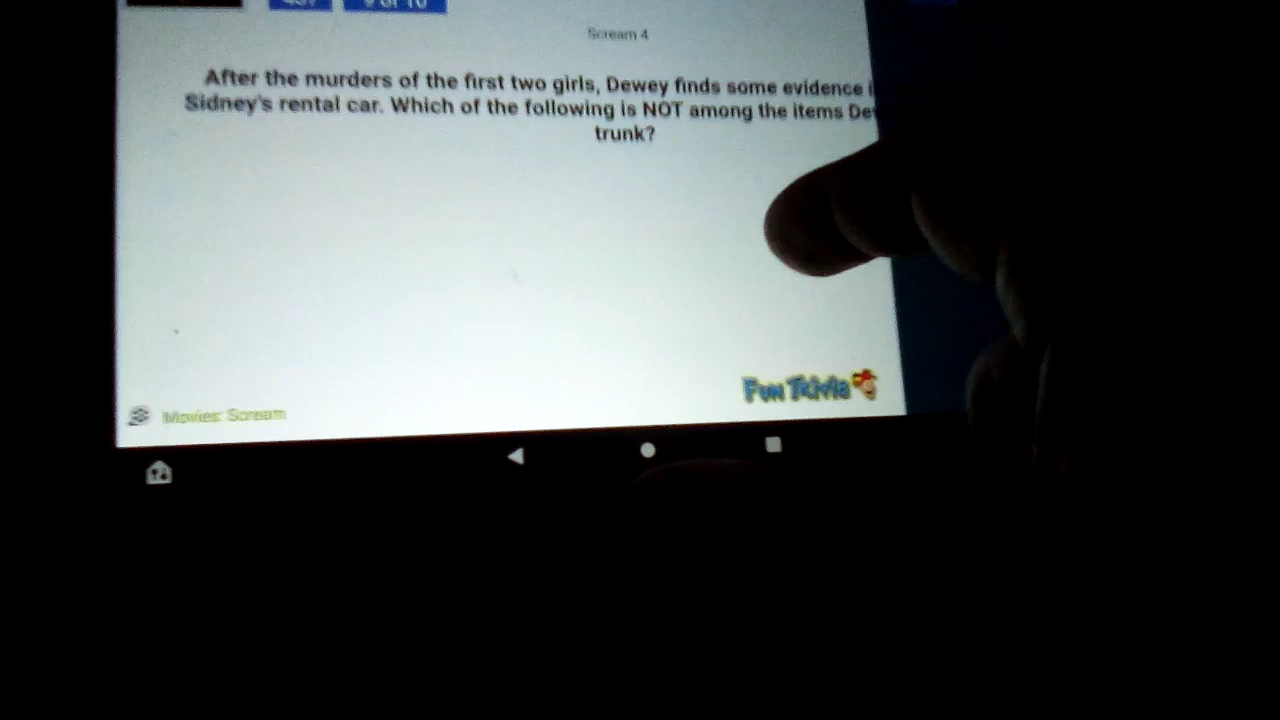 Scream 4
After the murders of the first two girls, Dewey finds some evidence
Sidney's rental car. Which of the following is NOT among the items
trunk?
Fun Trivia
Movies: Scream